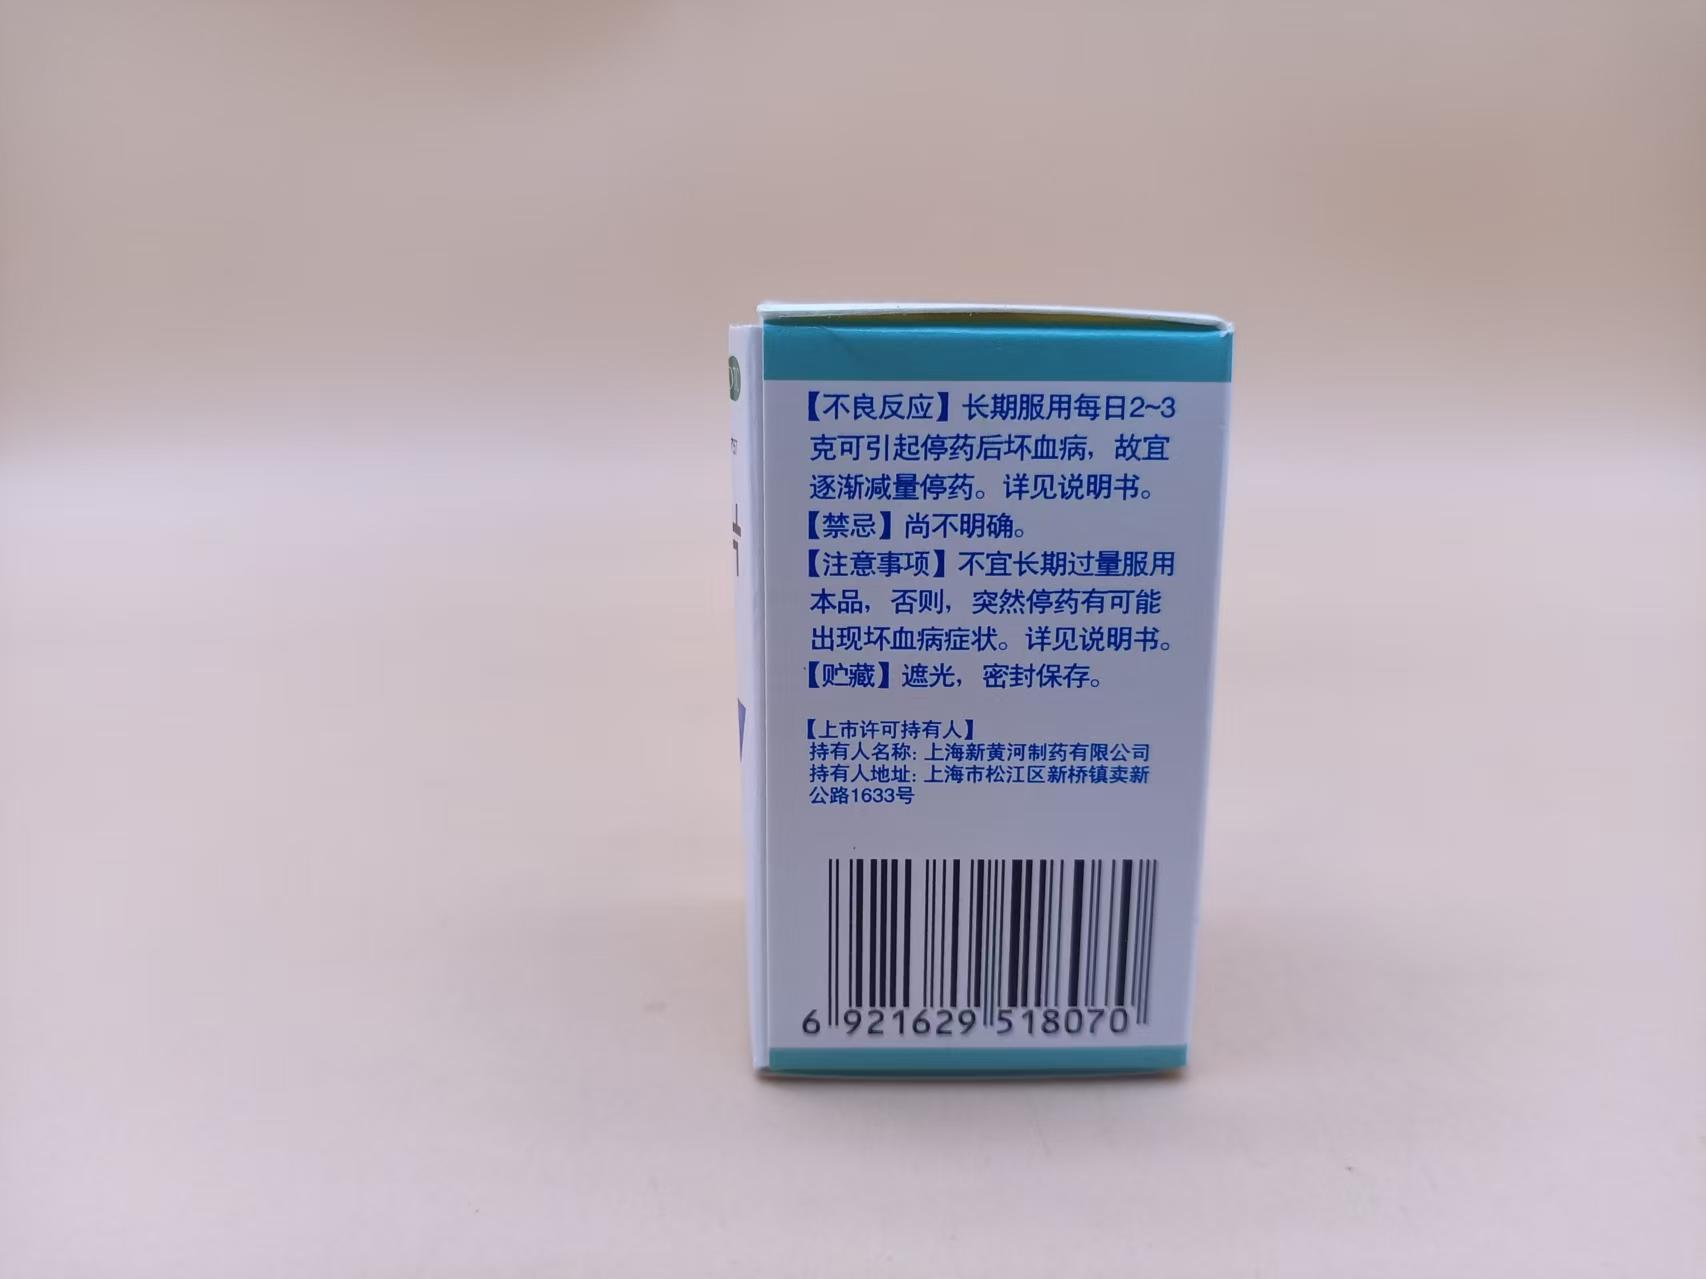 【不良反应】长期服用每日2~3
克可引起停药后坏血病，故宜
逐渐减量停药。详见说明书。
【禁忌】尚不明确。
【注意事项】不宜长期过量服用
本品，否则，突然停药有可能
出现坏血病症状。详见说明书。
【贮藏】遮光，密封保存。
【上市许可持有人】
持有人名称：上海新黄河制药有限公司
持有人地址：上海市松江区新桥镇卖新
公路1633号
6 921629 518070